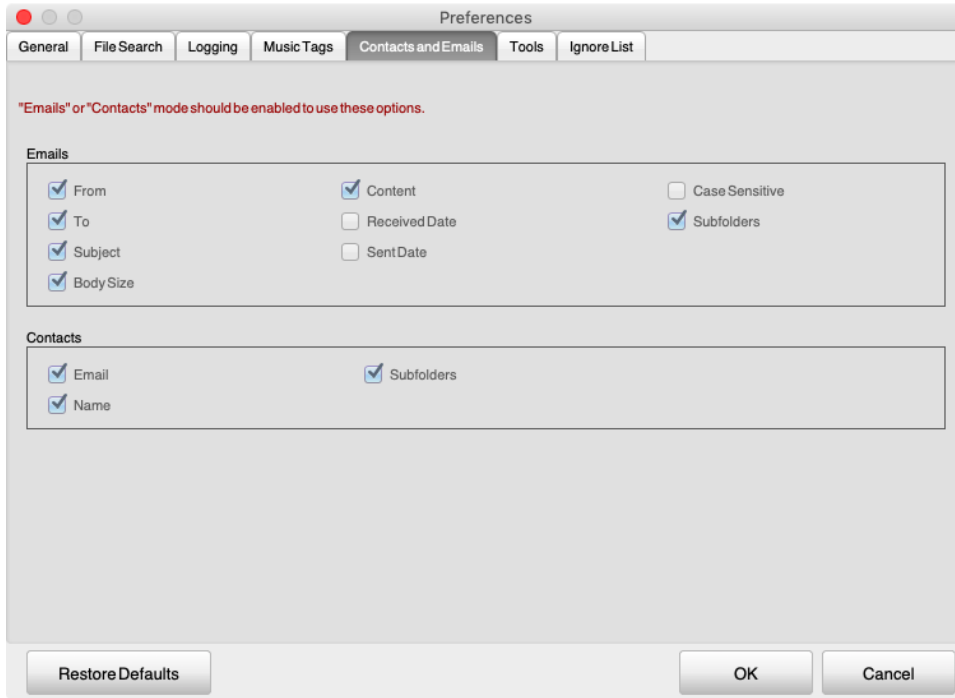 Preferences
General File Search Logging Music Tags Contacts and Emails Tools Ignore List
"Emails" or "Contacts" mode should be enabled to use these options.
Emails
From Content Case Sensitive
To Received Date Subfolders
Subject Sent Date
Body Size
Contacts
Email Subfolders
Name
Restore Defaults OK Cancel